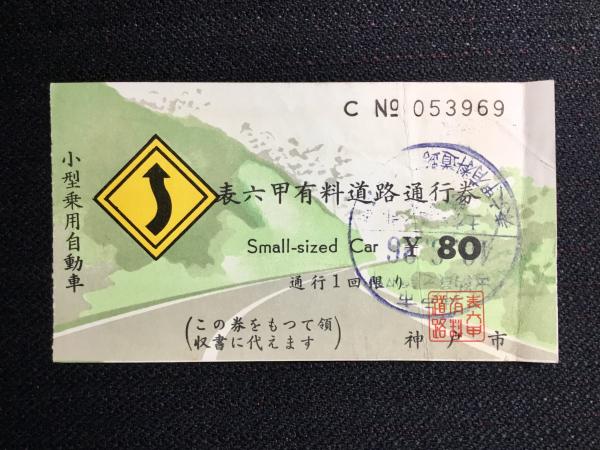 C No 053969
小型乗用自動車
表六甲有料道路通行券
Small-sized Car ¥ 80
通行1回限り
(この券をもつて領
収書に代えます)
神戸市
表六甲
有料
道路